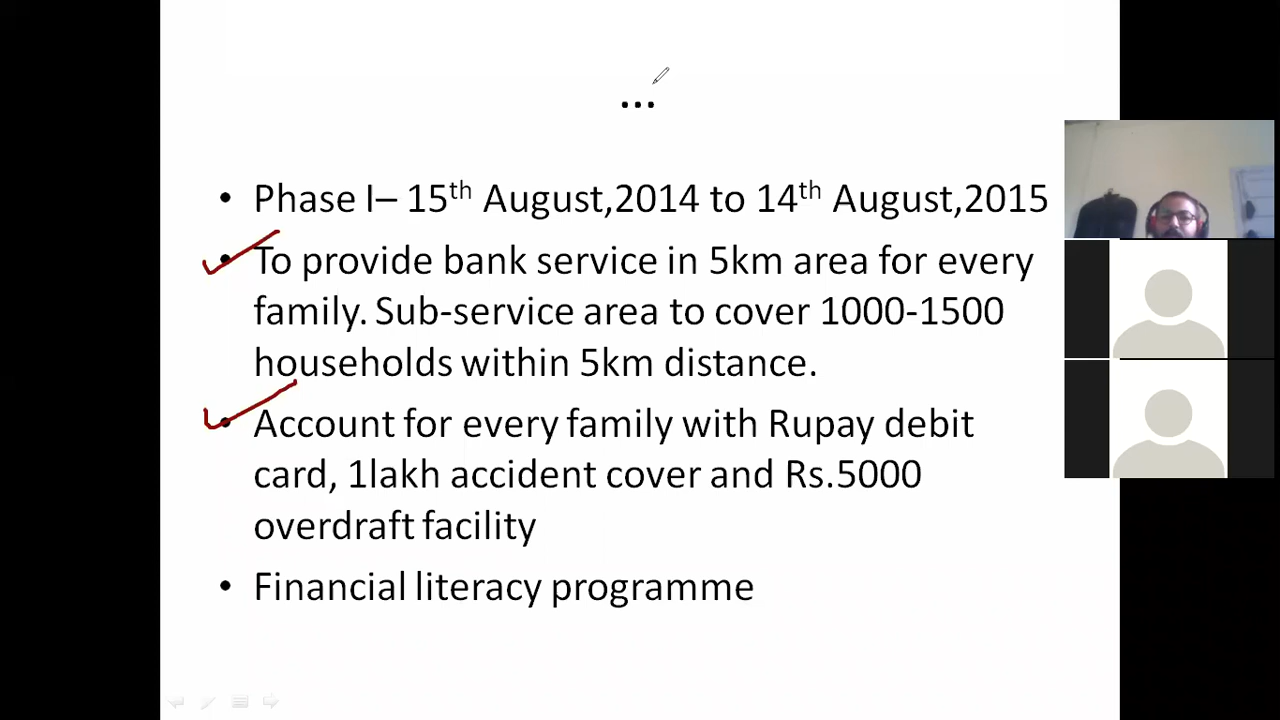 ...
• Phase I– 15th August,2014 to 14th August,2015
• To provide bank service in 5km area for every
family. Sub-service area to cover 1000-1500
households within 5km distance.
• Account for every family with Rupay debit
card, 1lakh accident cover and Rs.5000
overdraft facility
• Financial literacy programme